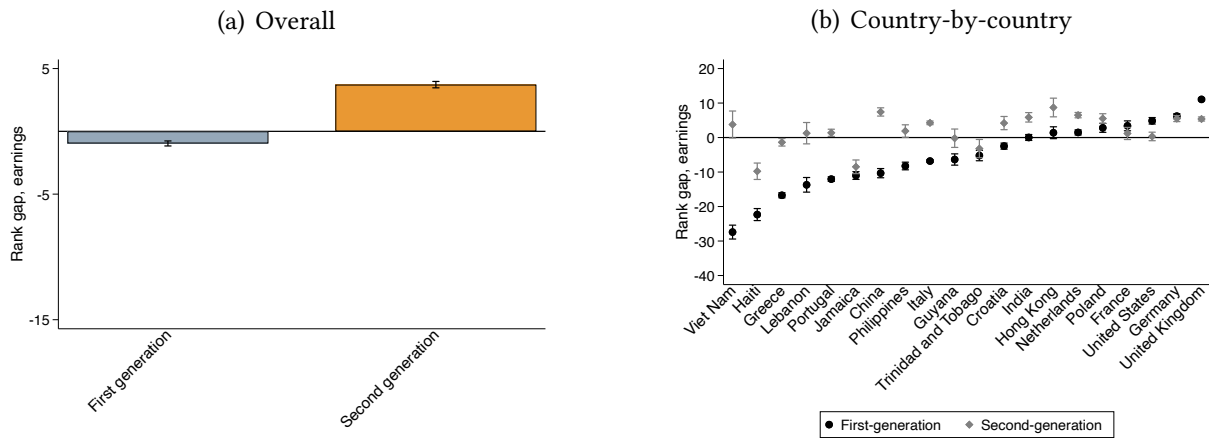 (a) Overall
Rank gap, earnings
5
-5
-15
First generation
Second generation
(b) Country-by-country
Rank gap, earnings
20
10
0
-10
-20
-30
-40
Viet Nam
Haiti
Greece
Lebanon
Portugal
Jamaica
China
Philippines
Italy
Guyana
Trinidad and Tobago
Croatia
India
Hong Kong
Netherlands
Poland
France
United States
Germany
United Kingdom
First-generation
Second-generation